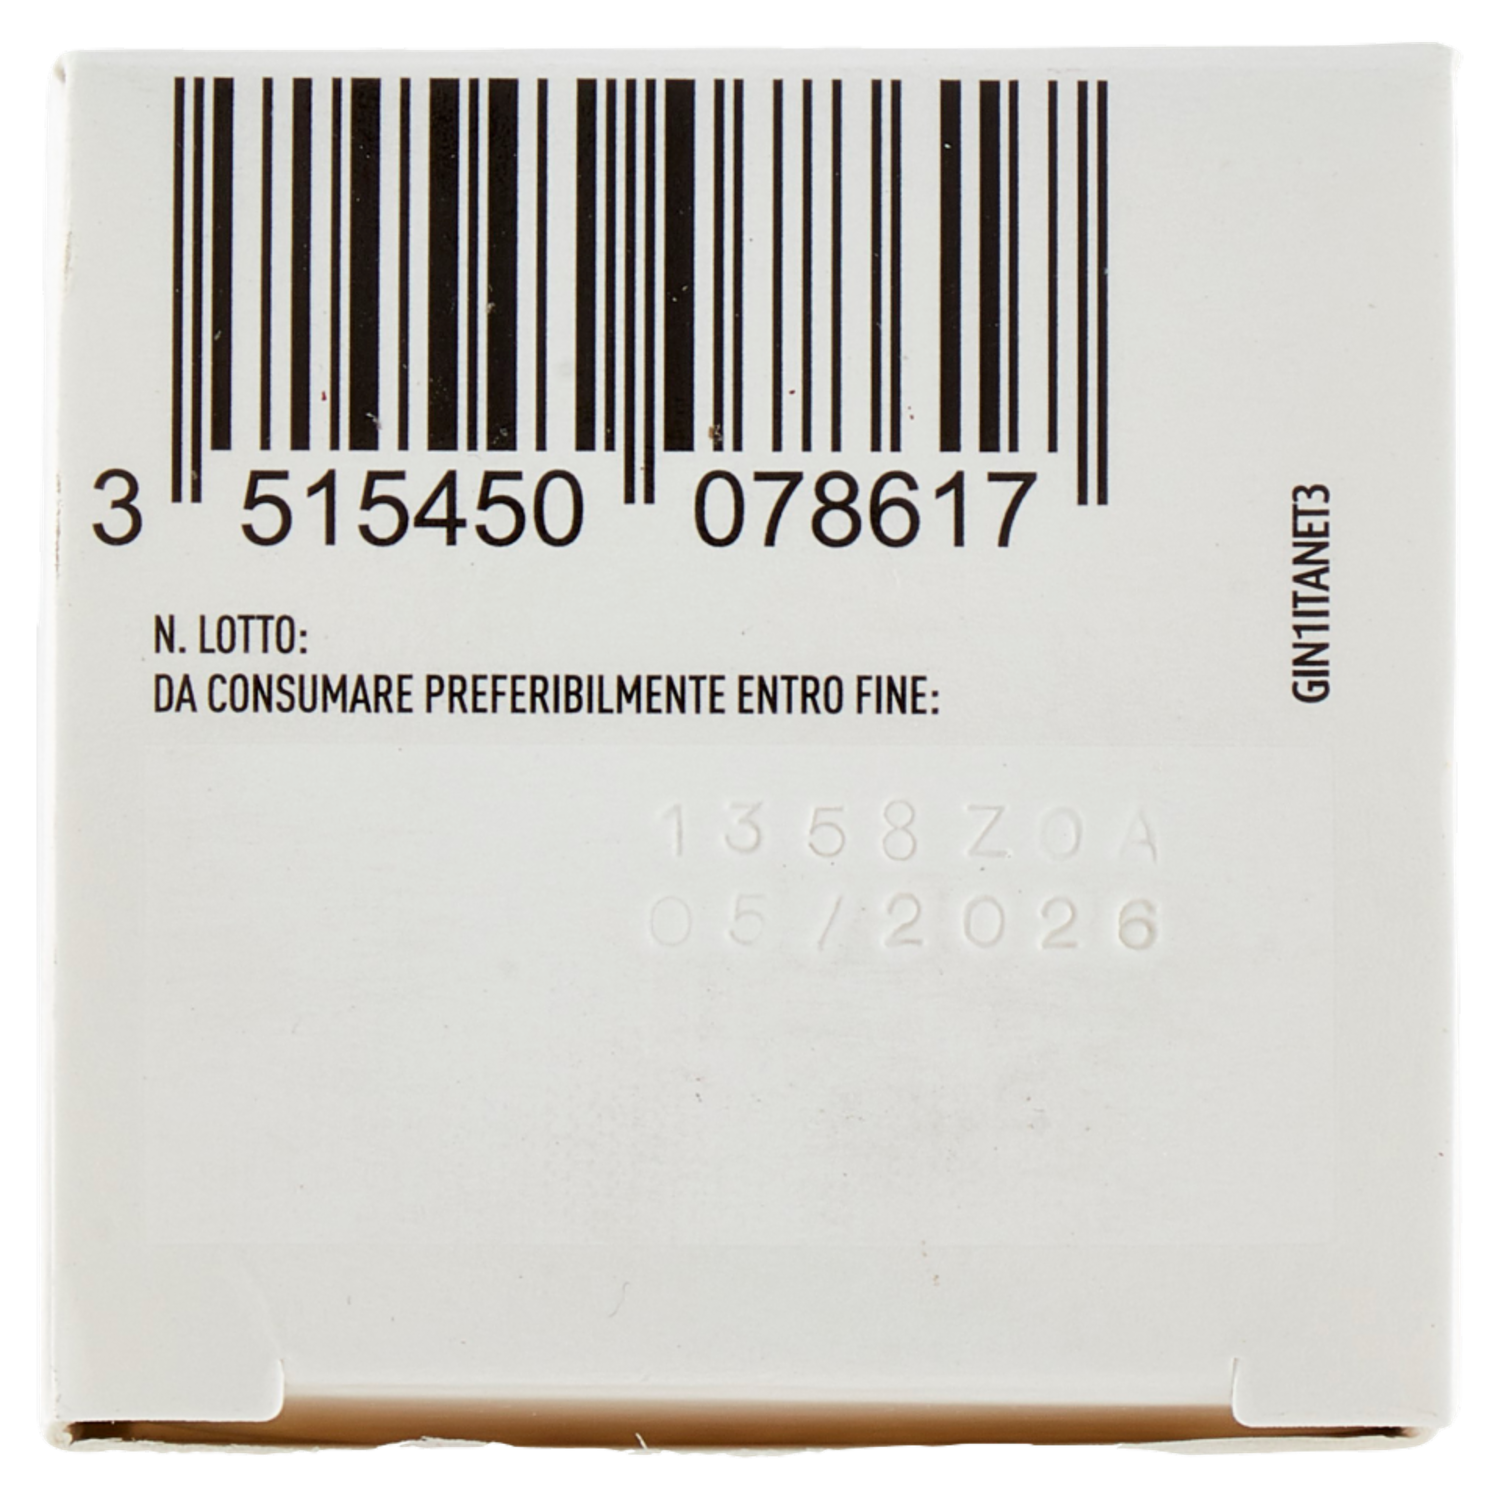 3 515450 078617
N. LOTTO:
DA CONSUMARE PREFERIBILMENTE ENTRO FINE:
1358Z0A
05/2026
GIN1ITANET3